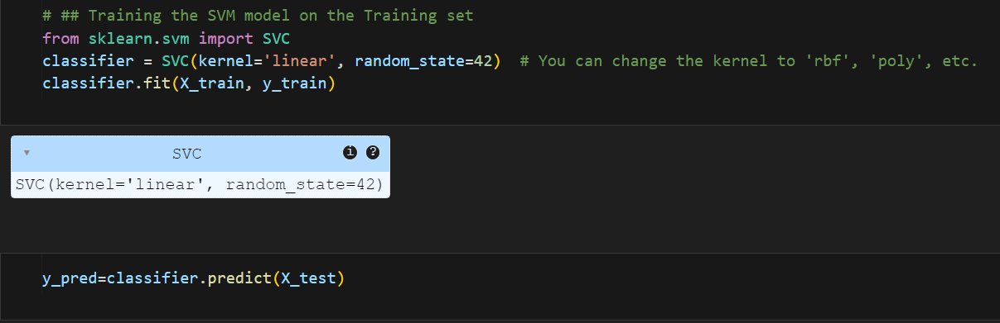 # ## Training the SVM model on the Training set
from sklearn.svm import SVC
classifier = SVC(kernel='linear', random_state=42)  # You can change the kernel to 'rbf', 'poly', etc.
classifier.fit(X_train, y_train)
▾ SVC i ?
SVC(kernel='linear', random_state=42)
y_pred=classifier.predict(X_test)